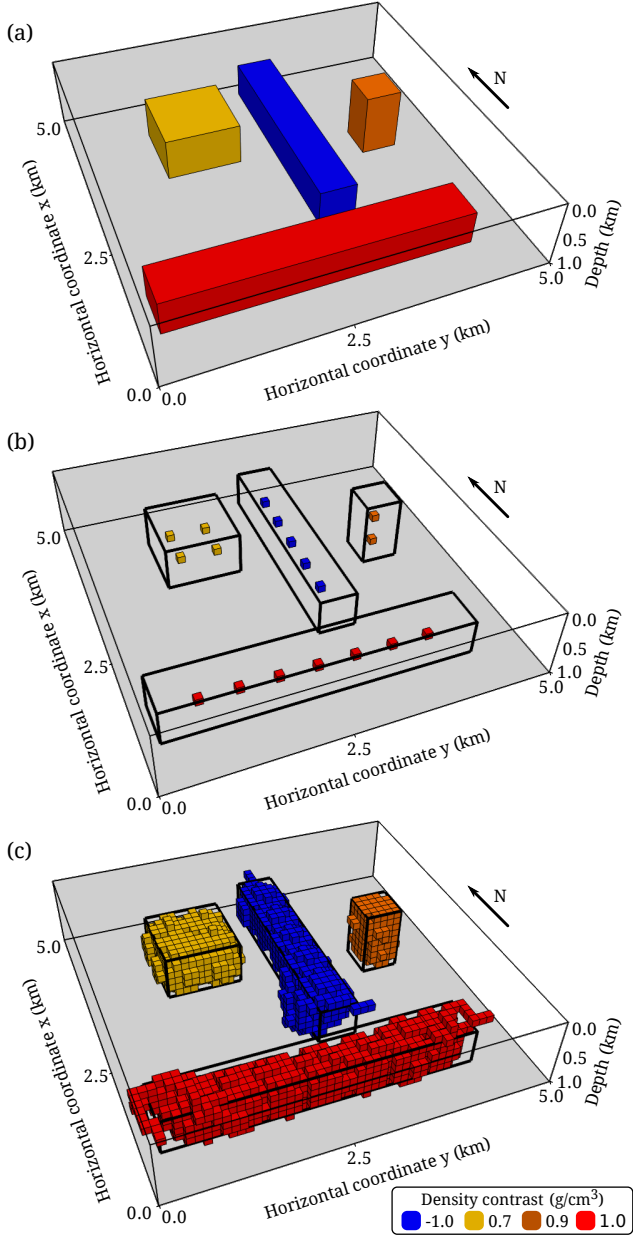 (a)
N
5.0
Horizontal coordinate x (km)
2.5
0.0
0.0
2.5
Horizontal coordinate y (km)
5.0
0.0
0.5
1.0
Depth (km)
(b)
N
5.0
Horizontal coordinate x (km)
2.5
0.0
0.0
2.5
Horizontal coordinate y (km)
5.0
0.0
0.5
1.0
Depth (km)
(c)
N
5.0
Horizontal coordinate x (km)
2.5
0.0
0.0
2.5
Horizontal coordinate y (km)
5.0
0.0
0.5
1.0
Depth (km)
Density contrast (g/cm³)
-1.0 0.7 0.9 1.0